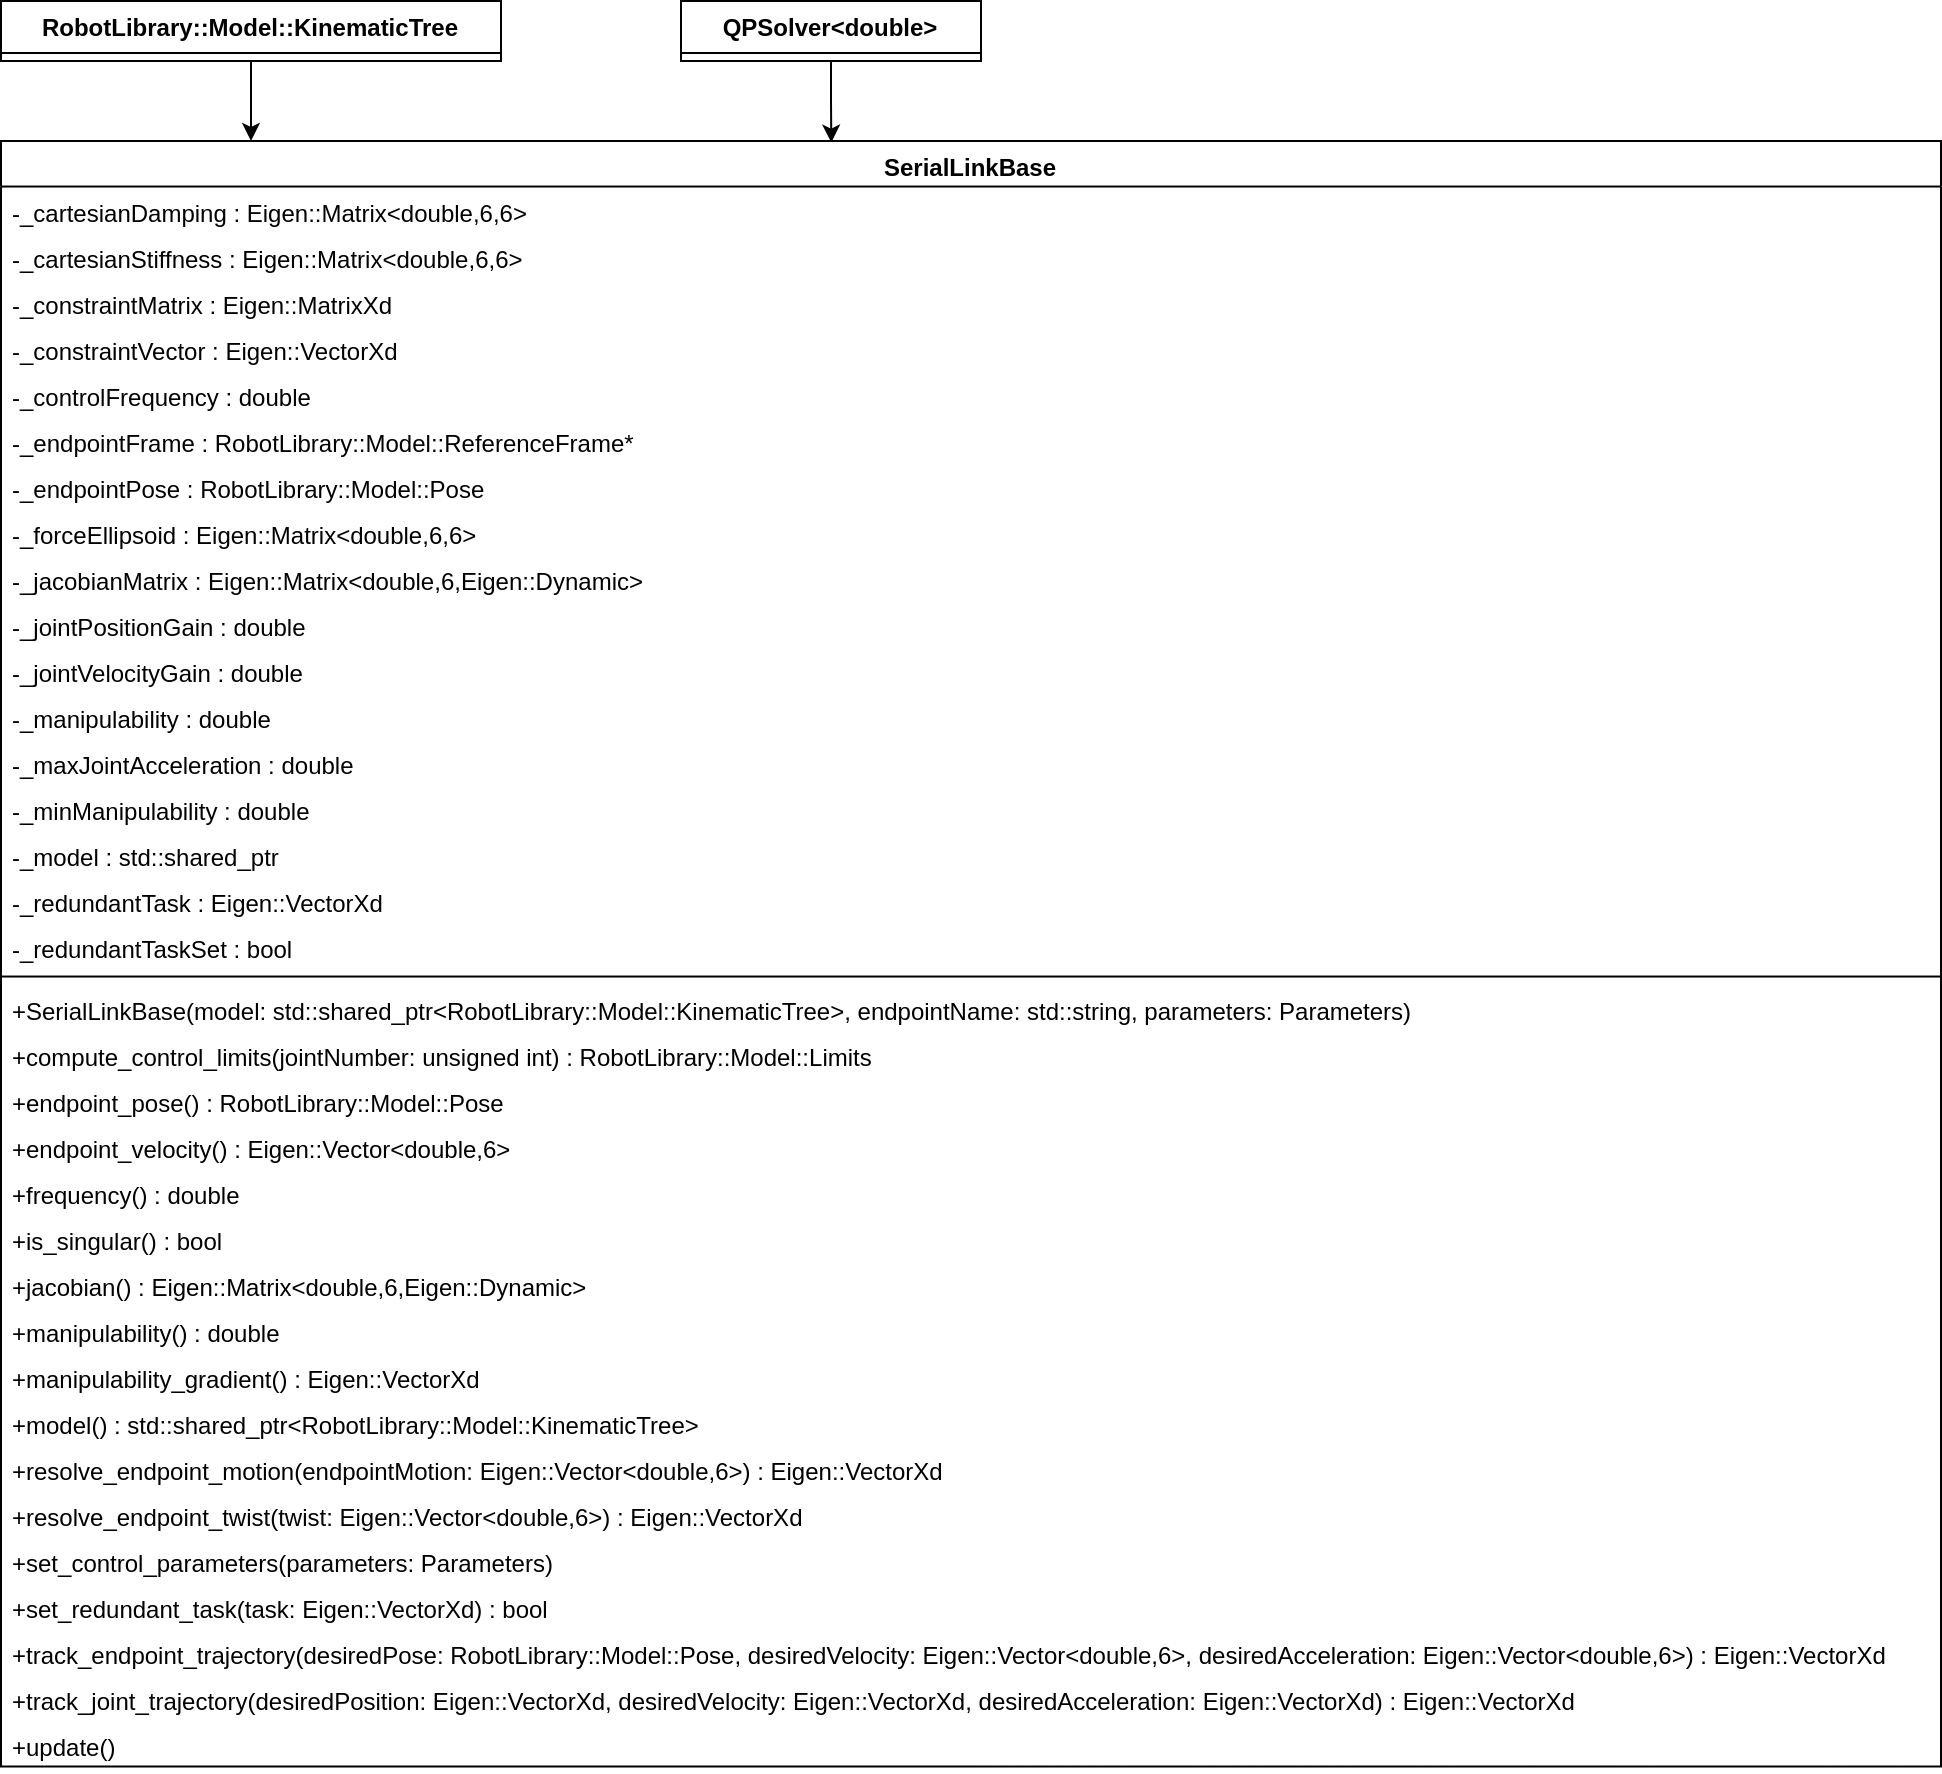 RobotLibrary::Model::KinematicTree
QPSolver<double>
SerialLinkBase
-_cartesianDamping : Eigen::Matrix<double,6,6>
-_cartesianStiffness : Eigen::Matrix<double,6,6>
-_constraintMatrix : Eigen::MatrixXd
-_constraintVector : Eigen::VectorXd
-_controlFrequency : double
-_endpointFrame : RobotLibrary::Model::ReferenceFrame*
-_endpointPose : RobotLibrary::Model::Pose
-_forceEllipsoid : Eigen::Matrix<double,6,6>
-_jacobianMatrix : Eigen::Matrix<double,6,Eigen::Dynamic>
-_jointPositionGain : double
-_jointVelocityGain : double
-_manipulability : double
-_maxJointAcceleration : double
-_minManipulability : double
-_model : std::shared_ptr
-_redundantTask : Eigen::VectorXd
-_redundantTaskSet : bool
+SerialLinkBase(model: std::shared_ptr<RobotLibrary::Model::KinematicTree>, endpointName: std::string, parameters: Parameters)
+compute_control_limits(jointNumber: unsigned int) : RobotLibrary::Model::Limits
+endpoint_pose() : RobotLibrary::Model::Pose
+endpoint_velocity() : Eigen::Vector<double,6>
+frequency() : double
+is_singular() : bool
+jacobian() : Eigen::Matrix<double,6,Eigen::Dynamic>
+manipulability() : double
+manipulability_gradient() : Eigen::VectorXd
+model() : std::shared_ptr<RobotLibrary::Model::KinematicTree>
+resolve_endpoint_motion(endpointMotion: Eigen::Vector<double,6>) : Eigen::VectorXd
+resolve_endpoint_twist(twist: Eigen::Vector<double,6>) : Eigen::VectorXd
+set_control_parameters(parameters: Parameters)
+set_redundant_task(task: Eigen::VectorXd) : bool
+track_endpoint_trajectory(desiredPose: RobotLibrary::Model::Pose, desiredVelocity: Eigen::Vector<double,6>, desiredAcceleration: Eigen::Vector<double,6>) : Eigen::VectorXd
+track_joint_trajectory(desiredPosition: Eigen::VectorXd, desiredVelocity: Eigen::VectorXd, desiredAcceleration: Eigen::VectorXd) : Eigen::VectorXd
+update()